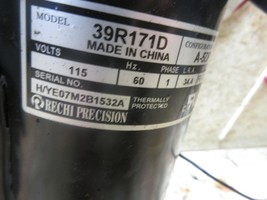 MODEL 39R171D
MADE IN CHINA
VOLTS Hz. PHASE L.R.A.
115 60 1
SERIAL NO.
H/YE07M2B1532A
THERMALLY
PROTECTED
RECHI PRECISION